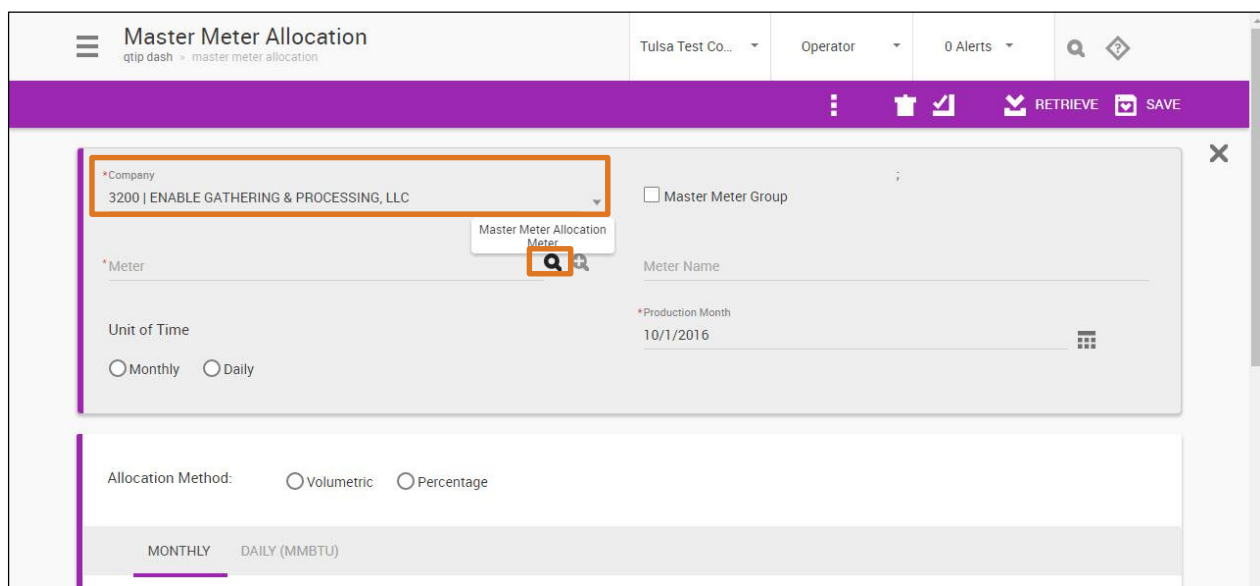 Master Meter Allocation
qtip dash » master meter allocation
Tulsa Test Co...
Operator
0 Alerts
RETRIEVE
SAVE
*Company
3200 | ENABLE GATHERING & PROCESSING, LLC
;
Master Meter Group
Master Meter Allocation
Meter
*Meter
Meter Name
Unit of Time
*Production Month
10/1/2016
Monthly Daily
Allocation Method: Volumetric Percentage
MONTHLY DAILY (MMBTU)